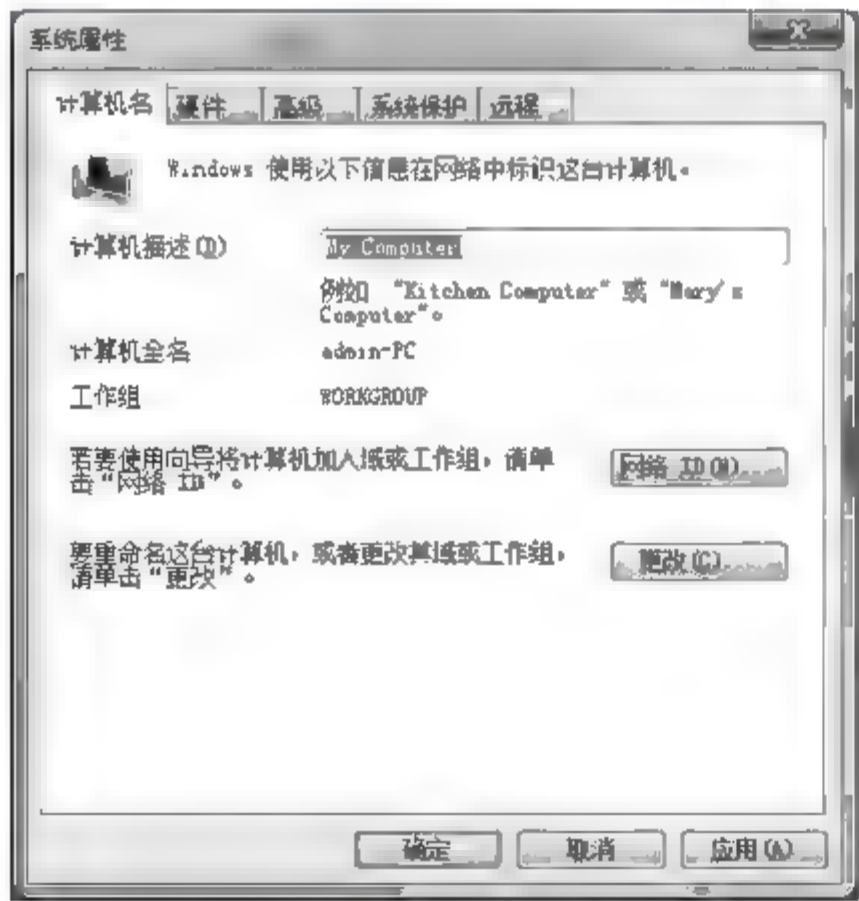 系统属性
计算机名 硬件 高级 系统保护 远程
Windows 使用以下信息在网络中标识这台计算机。
计算机描述(D) My Computer
例如 "Kitchen Computer" 或 "Mary's
Computer"。
计算机全名 admin-PC
工作组 WORKGROUP
若要使用向导将计算机加入域或工作组,请单
击"网络 ID"。
网络 ID(N)...
要重命名这台计算机,或者更改其域或工作组,
请单击"更改"。
更改(C)...
确定 取消 应用(A)